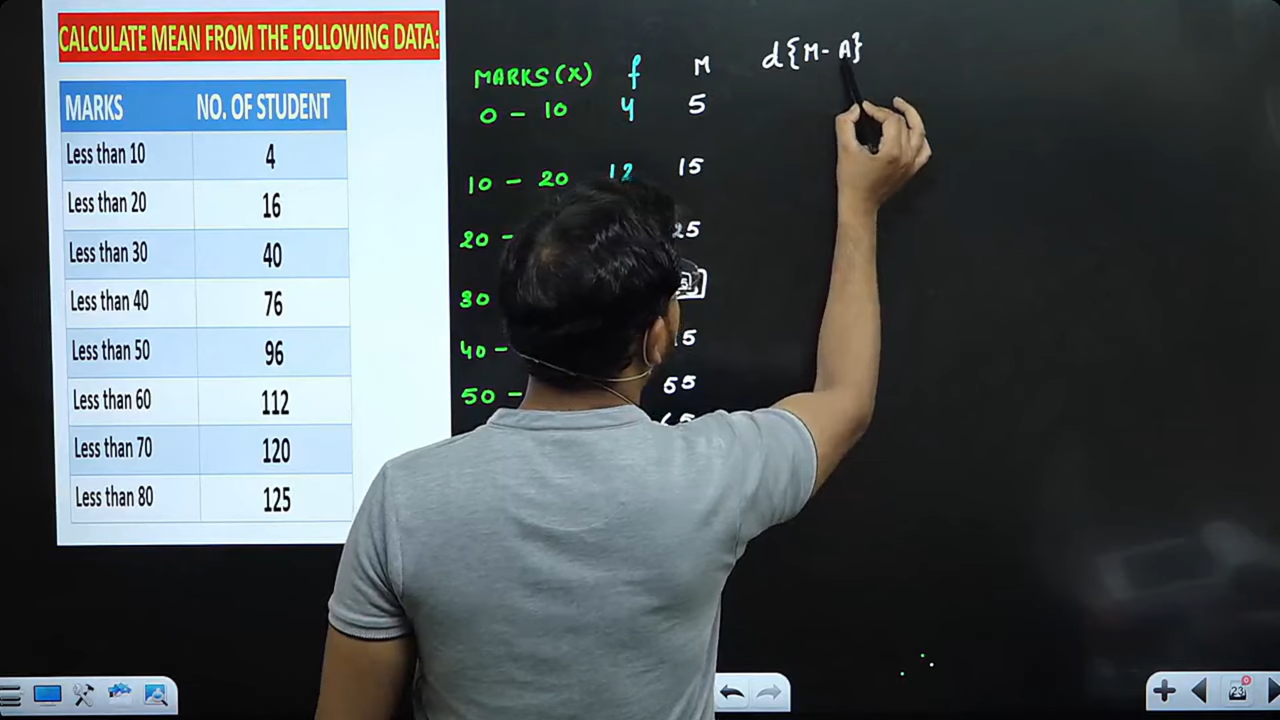 CALCULATE MEAN FROM THE FOLLOWING DATA:
MARKS NO. OF STUDENT
Less than 10 4
Less than 20 16
Less than 30 40
Less than 40 76
Less than 50 96
Less than 60 112
Less than 70 120
Less than 80 125
MARKS (X) f M d{M-A}
0 - 10 4 5
10 - 20 12 15
20 - 25
30
40 -
50 - 55
23